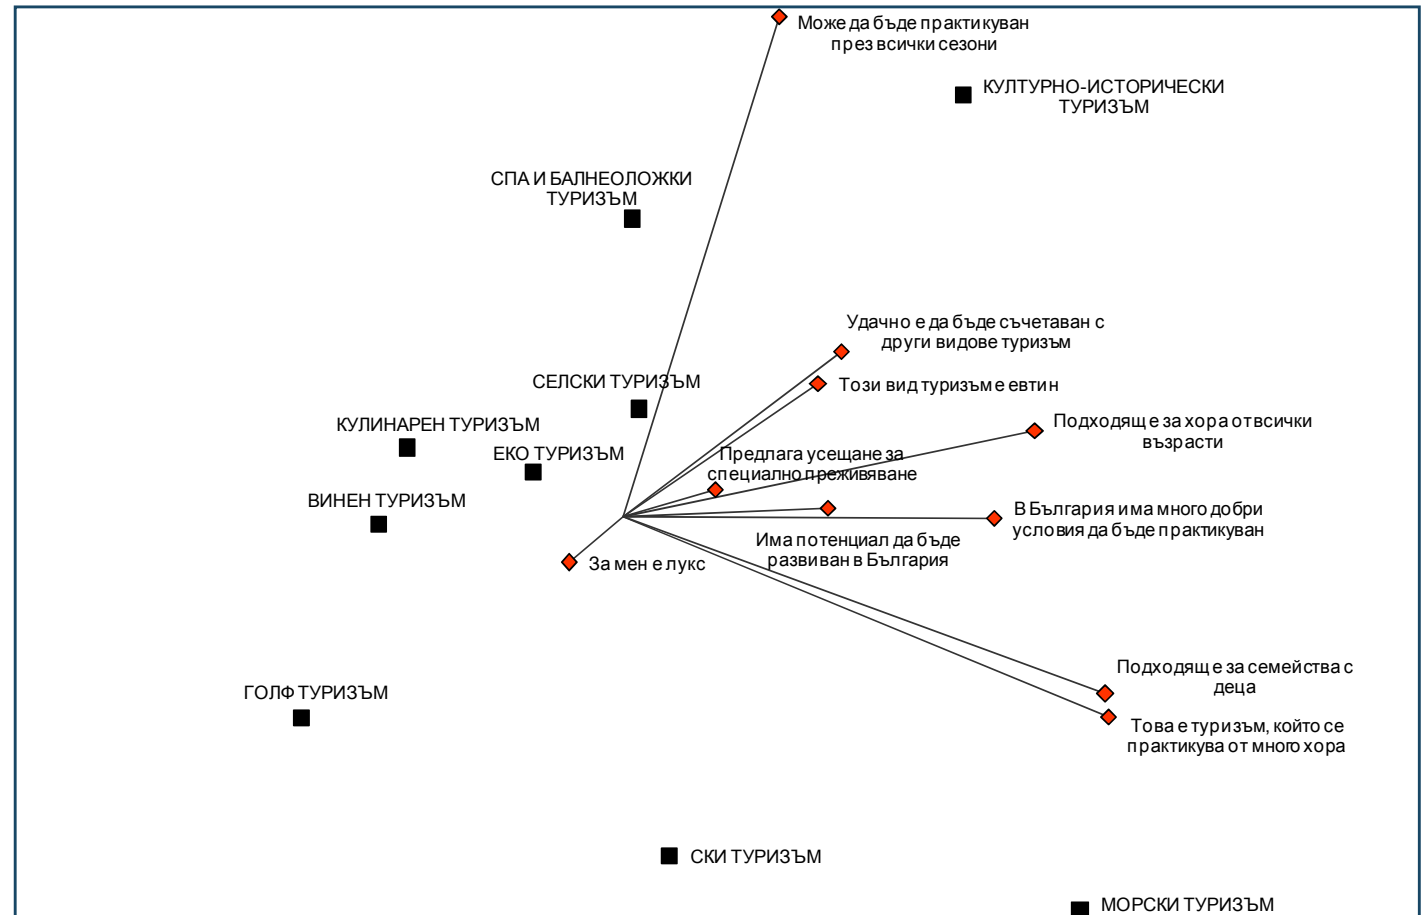 Може да бъде практикуван
през всички сезони
КУЛТУРНО-ИСТОРИЧЕСКИ
ТУРИЗЪМ
СПА И БАЛНЕОЛОЖКИ
ТУРИЗЪМ
Удачно е да бъде съчетаван с
други видове туризъм
СЕЛСКИ ТУРИЗЪМ
Този вид туризъм е евтин
КУЛИНАРЕН ТУРИЗЪМ
Подходящ е за хора от всички
възрасти
ЕКО ТУРИЗЪМ
Предлага усещане за
специално преживяване
ВИНЕН ТУРИЗЪМ
В България има много добри
условия да бъде практикуван
Има потенциал да бъде
развиван в България
За мен е лукс
Подходящ е за семейства с
деца
ГОЛФ ТУРИЗЪМ
Това е туризъм, който се
практикува от много хора
СКИ ТУРИЗЪМ
МОРСКИ ТУРИЗЪМ